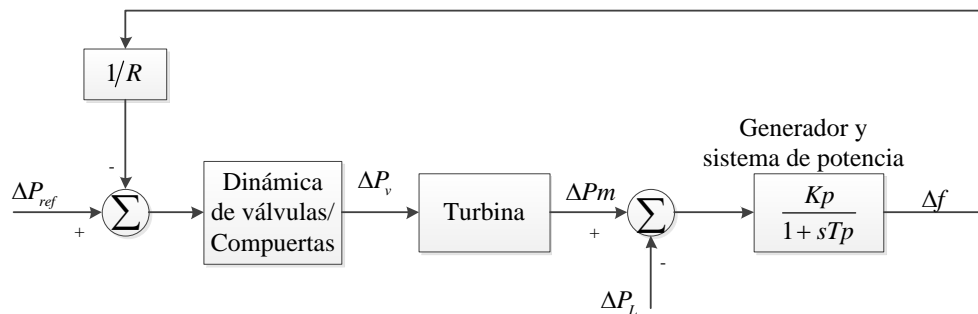 1/R
Generador y
sistema de potencia
-
ΔP_ref
+
Σ
Dinámica
de válvulas/
Compuertas
ΔP_v
Turbina
ΔPm
+
Σ
-
Kp
1 + sTp
Δf
ΔP_L